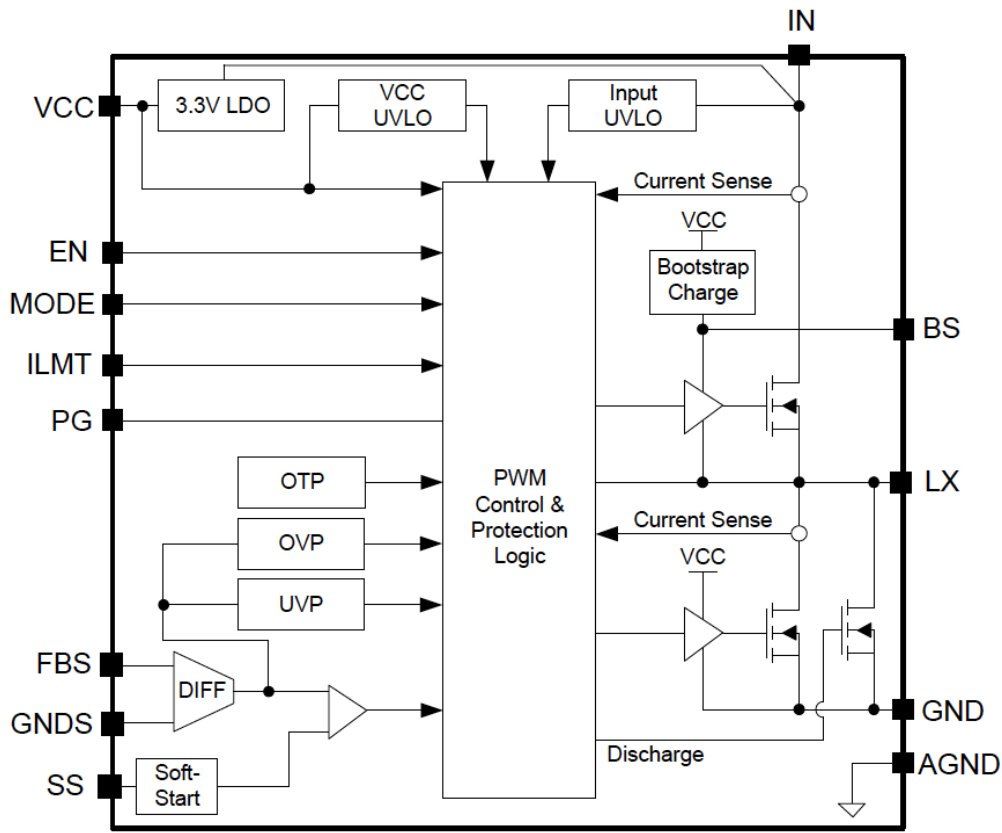 IN
VCC
3.3V LDO
VCC
UVLO
Input
UVLO
Current Sense
VCC
EN
Bootstrap
Charge
MODE
BS
ILMT
PG
OTP
PWM
Control &
Protection
Logic
LX
Current Sense
OVP
VCC
UVP
FBS
DIFF
GNDS
GND
Discharge
AGND
SS
Soft-
Start